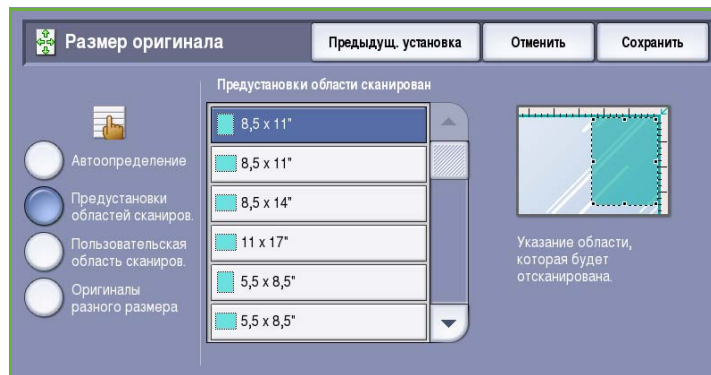 Размер оригинала
Предыдущ. установка
Отменить
Сохранить
Предустановки области сканирован
Автоопределение
Предустановки
областей сканиров.
Пользовательская
область сканиров.
Оригиналы
разного размера
8,5 x 11"
8,5 x 11"
8,5 x 14"
11 x 17"
5,5 x 8,5"
5,5 x 8,5"
Указание области,
которая будет
отсканирована.